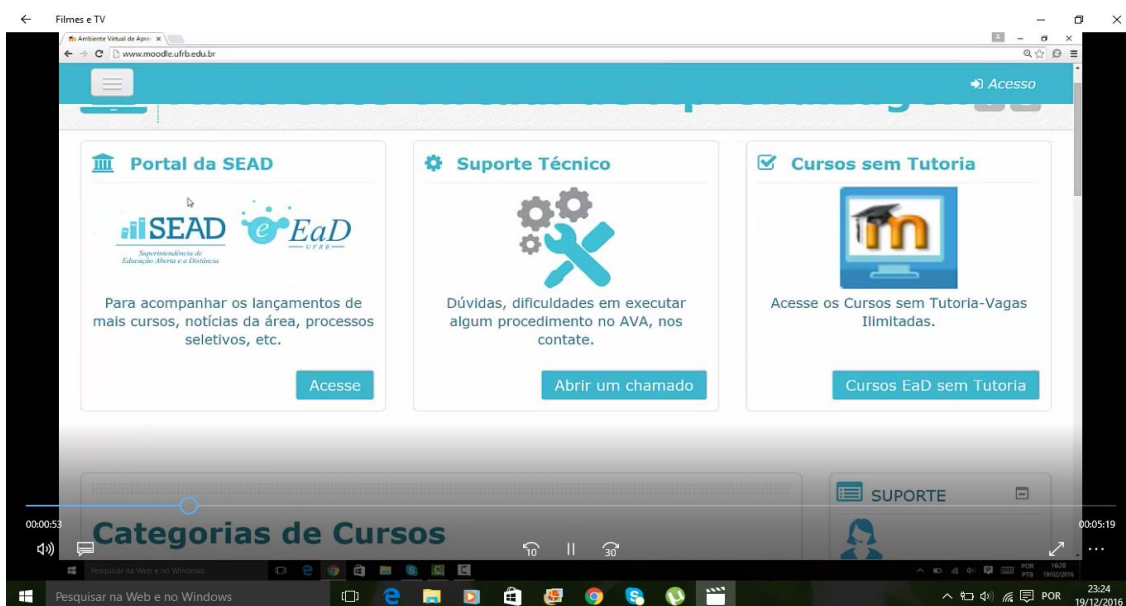 Filmes e TV
Ambiente Virtual de Apre
www.moodle.ufrb.edu.br
Acesso
Portal da SEAD
SEAD
Superintendência de
Educação Aberta e a Distância
e EaD
UFRB
Para acompanhar os lançamentos de
mais cursos, notícias da área, processos
seletivos, etc.
Acesse
Suporte Técnico
Dúvidas, dificuldades em executar
algum procedimento no AVA, nos
contate.
Abrir um chamado
Cursos sem Tutoria
m
Acesse os Cursos sem Tutoria-Vagas
Ilimitadas.
Cursos EaD sem Tutoria
Categorias de Cursos
SUPORTE
00:00:53
00:05:19
10
30
Pesquisar na Web e no Windows
POR
PTB
16:28
19/02/2016
Pesquisar na Web e no Windows
POR
23:24
19/12/2016